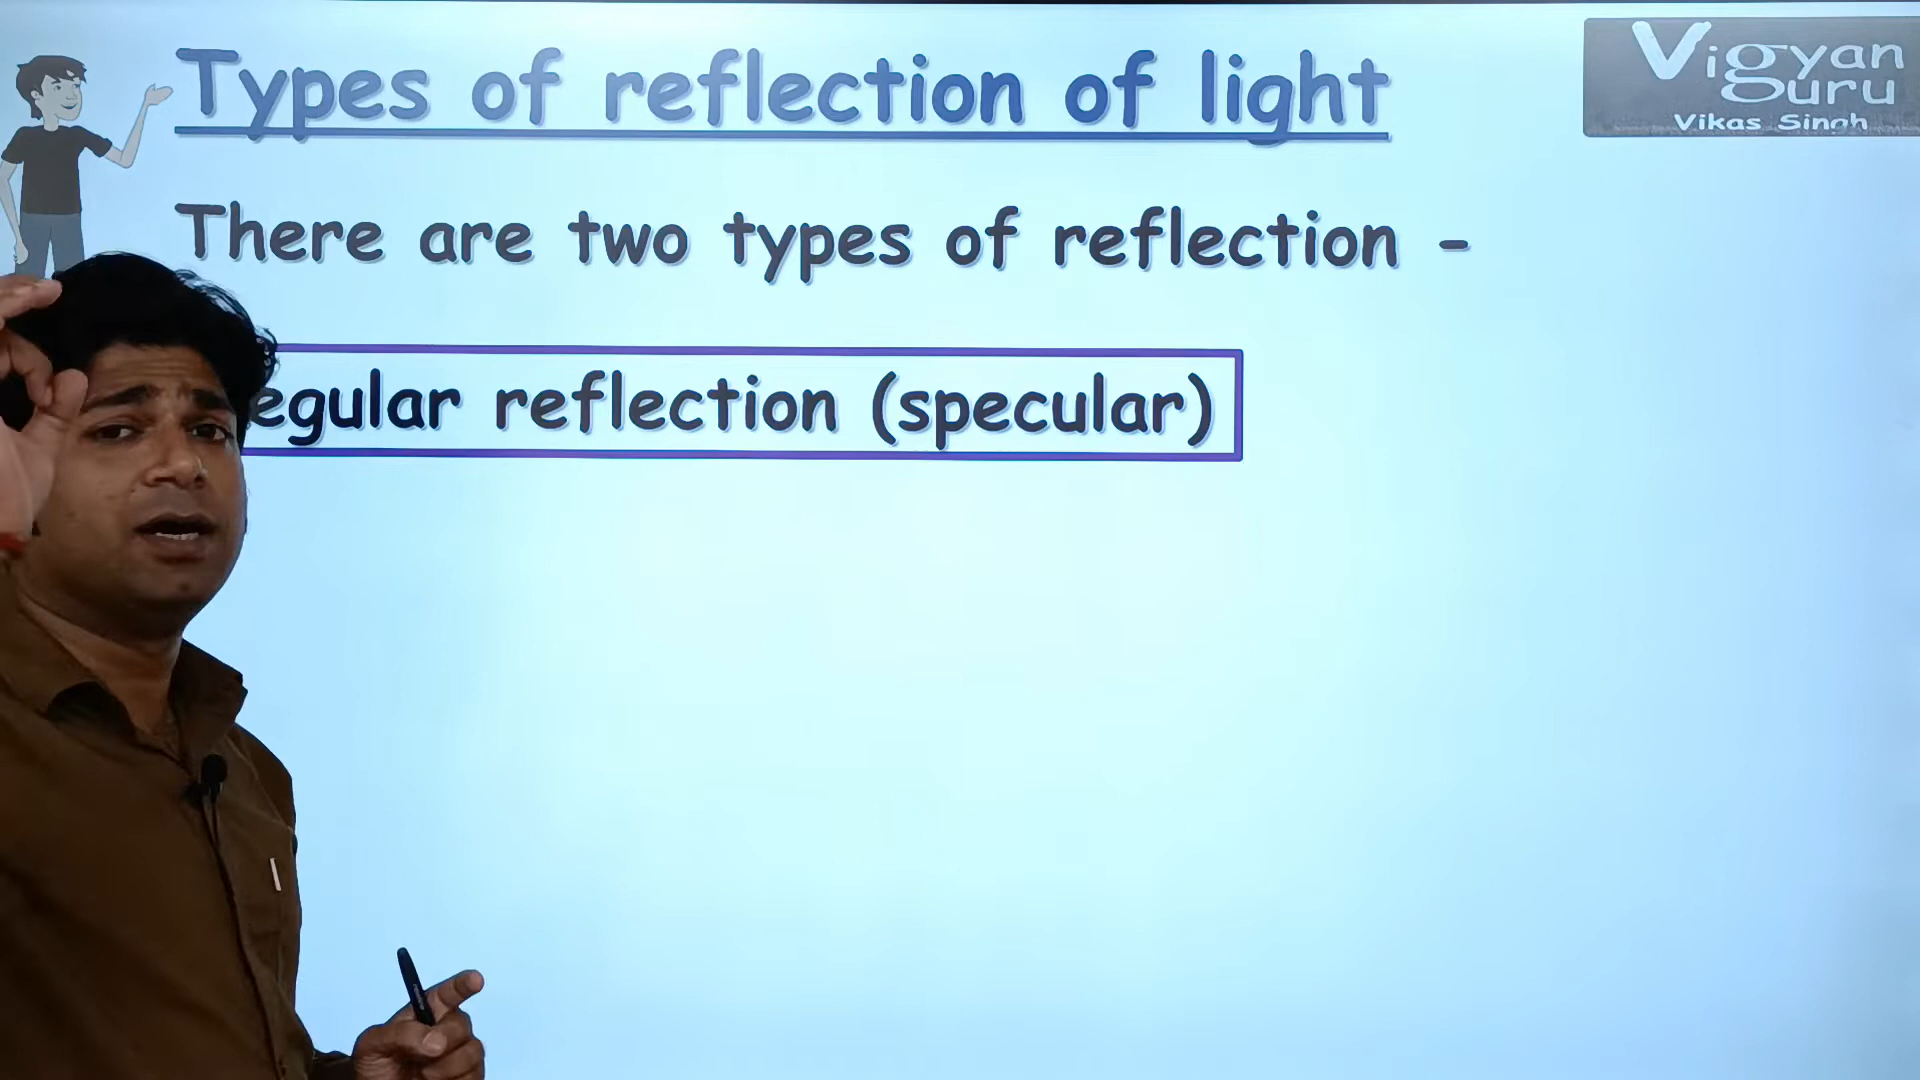 Types of reflection of light
Vigyan
Guru
Vikas Singh
There are two types of reflection -
egular reflection (specular)